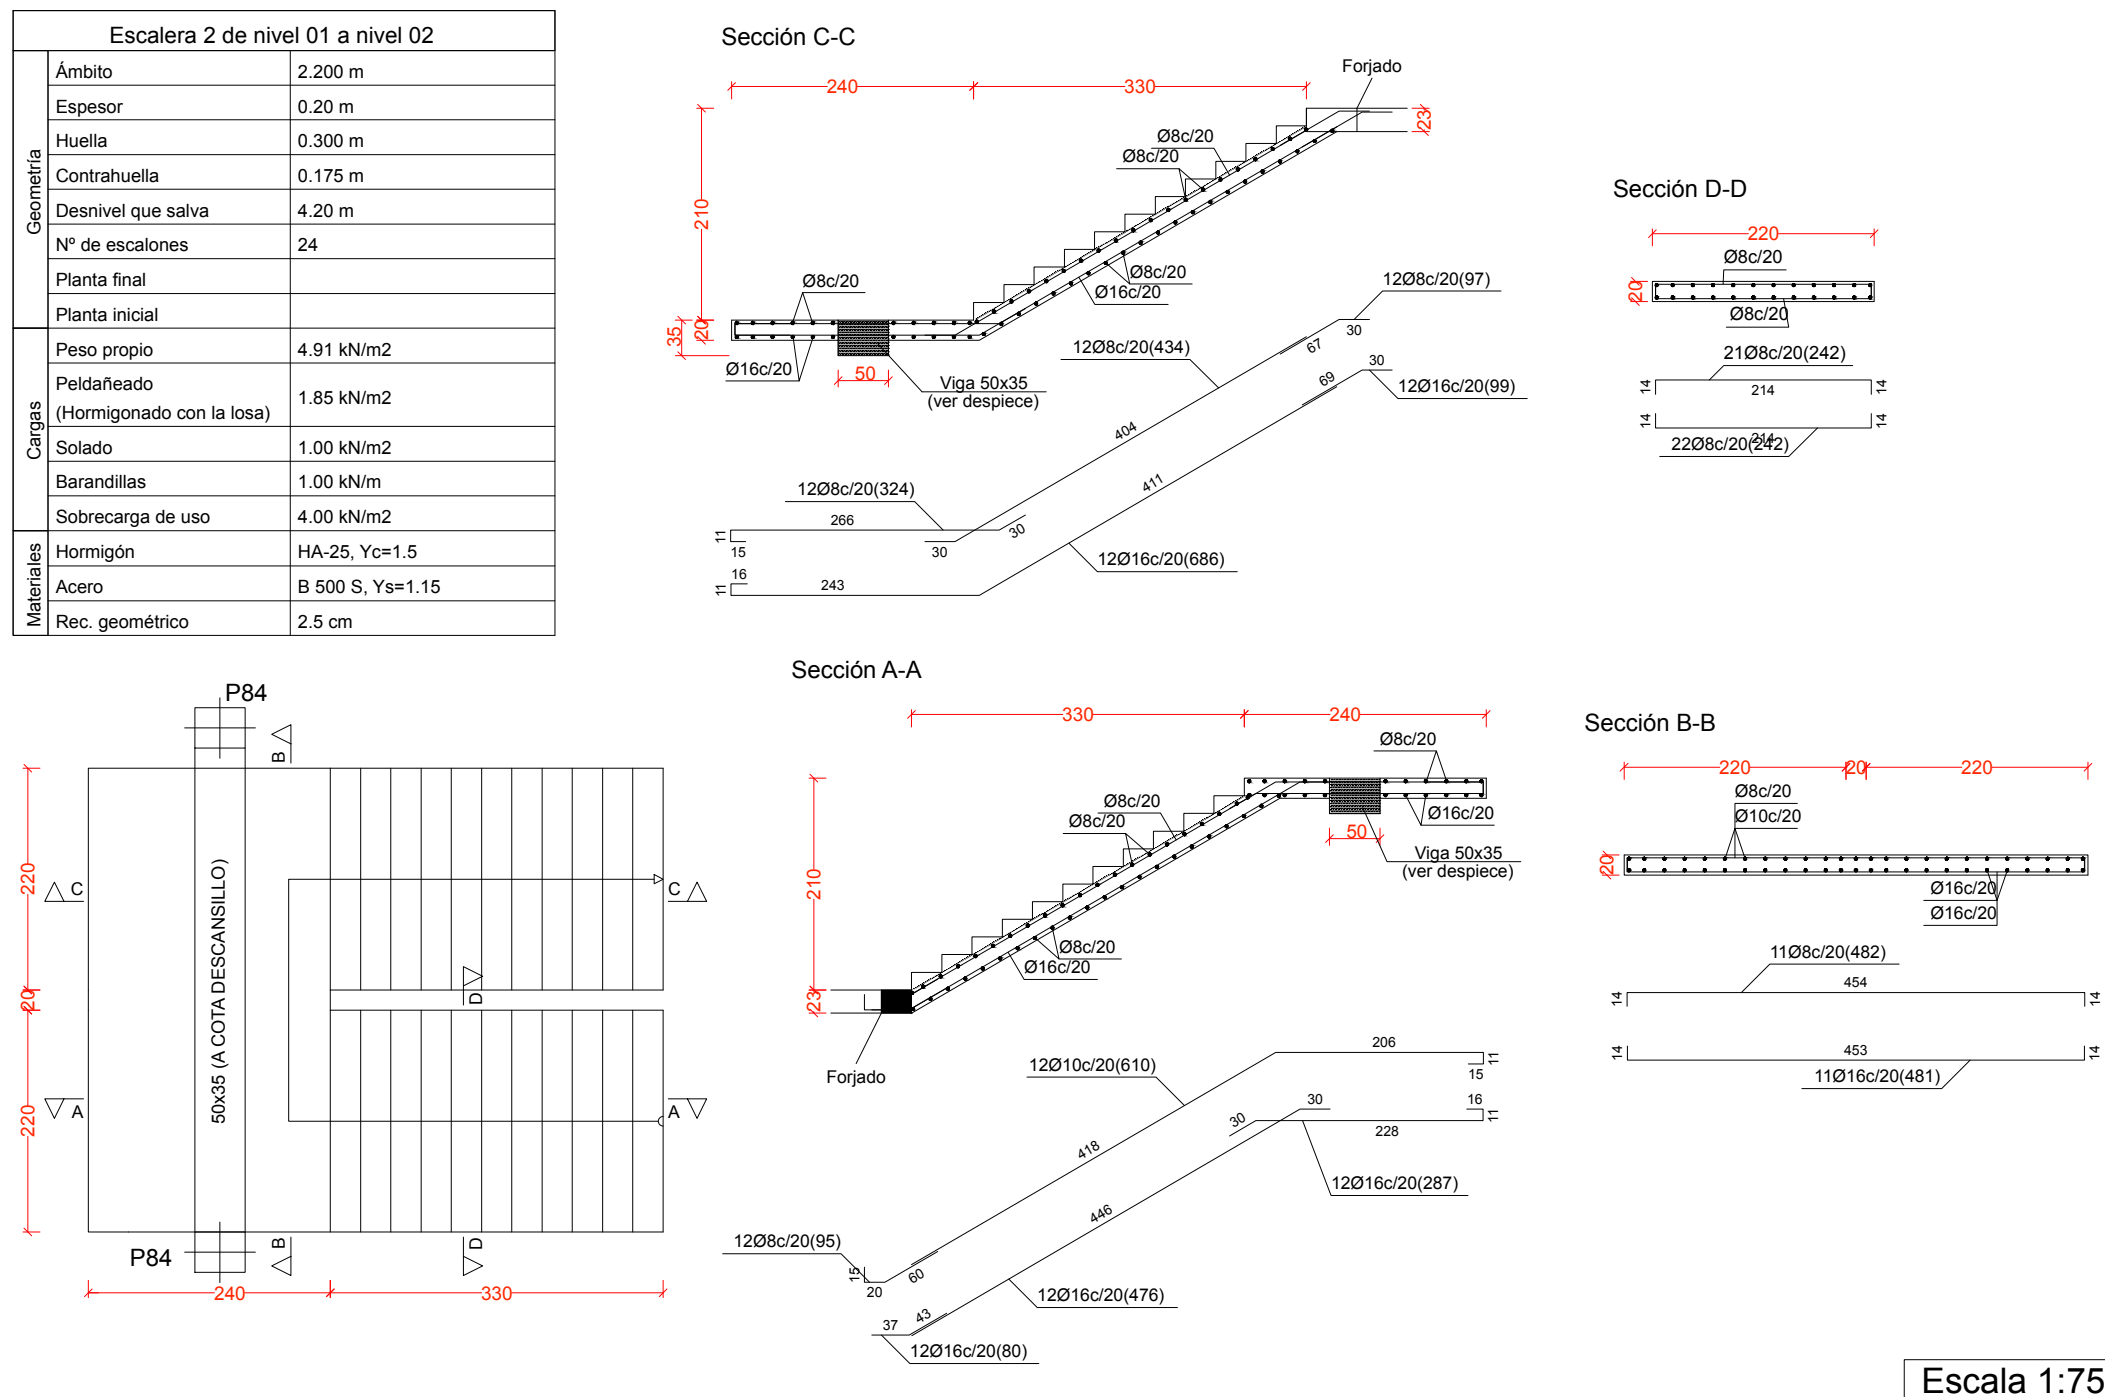 Escalera 2 de nivel 01 a nivel 02
Geometría
Ámbito 2.200 m
Espesor 0.20 m
Huella 0.300 m
Contrahuella 0.175 m
Desnivel que salva 4.20 m
Nº de escalones 24
Planta final
Planta inicial
Cargas
Peso propio 4.91 kN/m2
Peldañeado
(Hormigonado con la losa) 1.85 kN/m2
Solado 1.00 kN/m2
Barandillas 1.00 kN/m
Sobrecarga de uso 4.00 kN/m2
Materiales
Hormigón HA-25, Yc=1.5
Acero B 500 S, Ys=1.15
Rec. geométrico 2.5 cm
Sección C-C
Forjado
240
330
23
210
Ø8c/20
Ø8c/20
Ø8c/20
Ø8c/20
Ø16c/20
35
20
Ø16c/20
50
Viga 50x35
(ver despiece)
12Ø8c/20(97)
30
67
12Ø8c/20(434)
30
69
12Ø16c/20(99)
404
411
12Ø8c/20(324)
266
11
15
30
30
12Ø16c/20(686)
16
11
243
Sección D-D
220
Ø8c/20
20
Ø8c/20
21Ø8c/20(242)
14
214
14
14
214
14
22Ø8c/20(242)
P84
B
220
C
C
50x35 (A COTA DESCANSILLO)
D
20
A
A
220
B
D
P84
240
330
Sección A-A
330
240
Ø8c/20
Ø8c/20
Ø8c/20
Ø16c/20
210
50
Viga 50x35
(ver despiece)
Ø8c/20
Ø16c/20
23
Forjado
12Ø10c/20(610)
206
11
15
30
16
30
11
228
418
12Ø16c/20(287)
446
12Ø8c/20(95)
15
20
60
12Ø16c/20(476)
37
43
12Ø16c/20(80)
Sección B-B
220
20
220
Ø8c/20
Ø10c/20
20
Ø16c/20
Ø16c/20
11Ø8c/20(482)
454
14
14
453
14
14
11Ø16c/20(481)
Escala 1:75